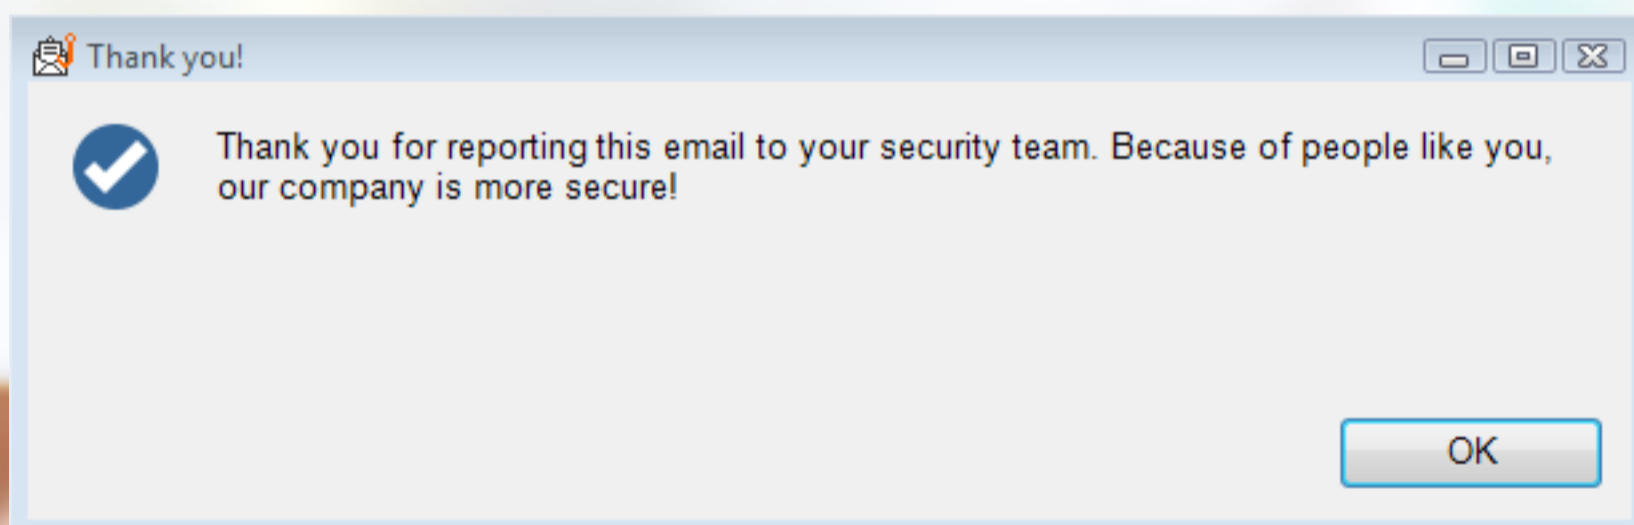 Thank you!
Thank you for reporting this email to your security team. Because of people like you,
our company is more secure!
OK